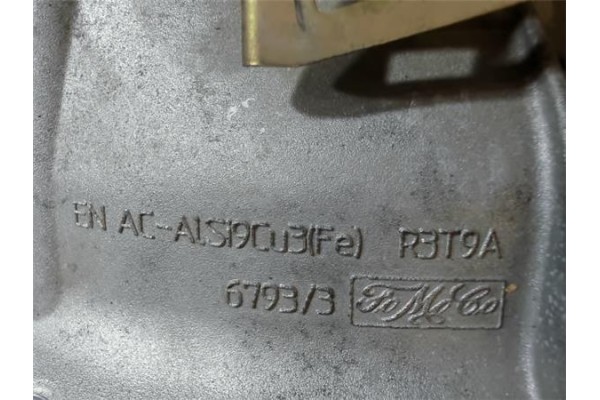 EN AC-AlSi9Cu3(Fe) R3T9A
6793/3 FoMoCo